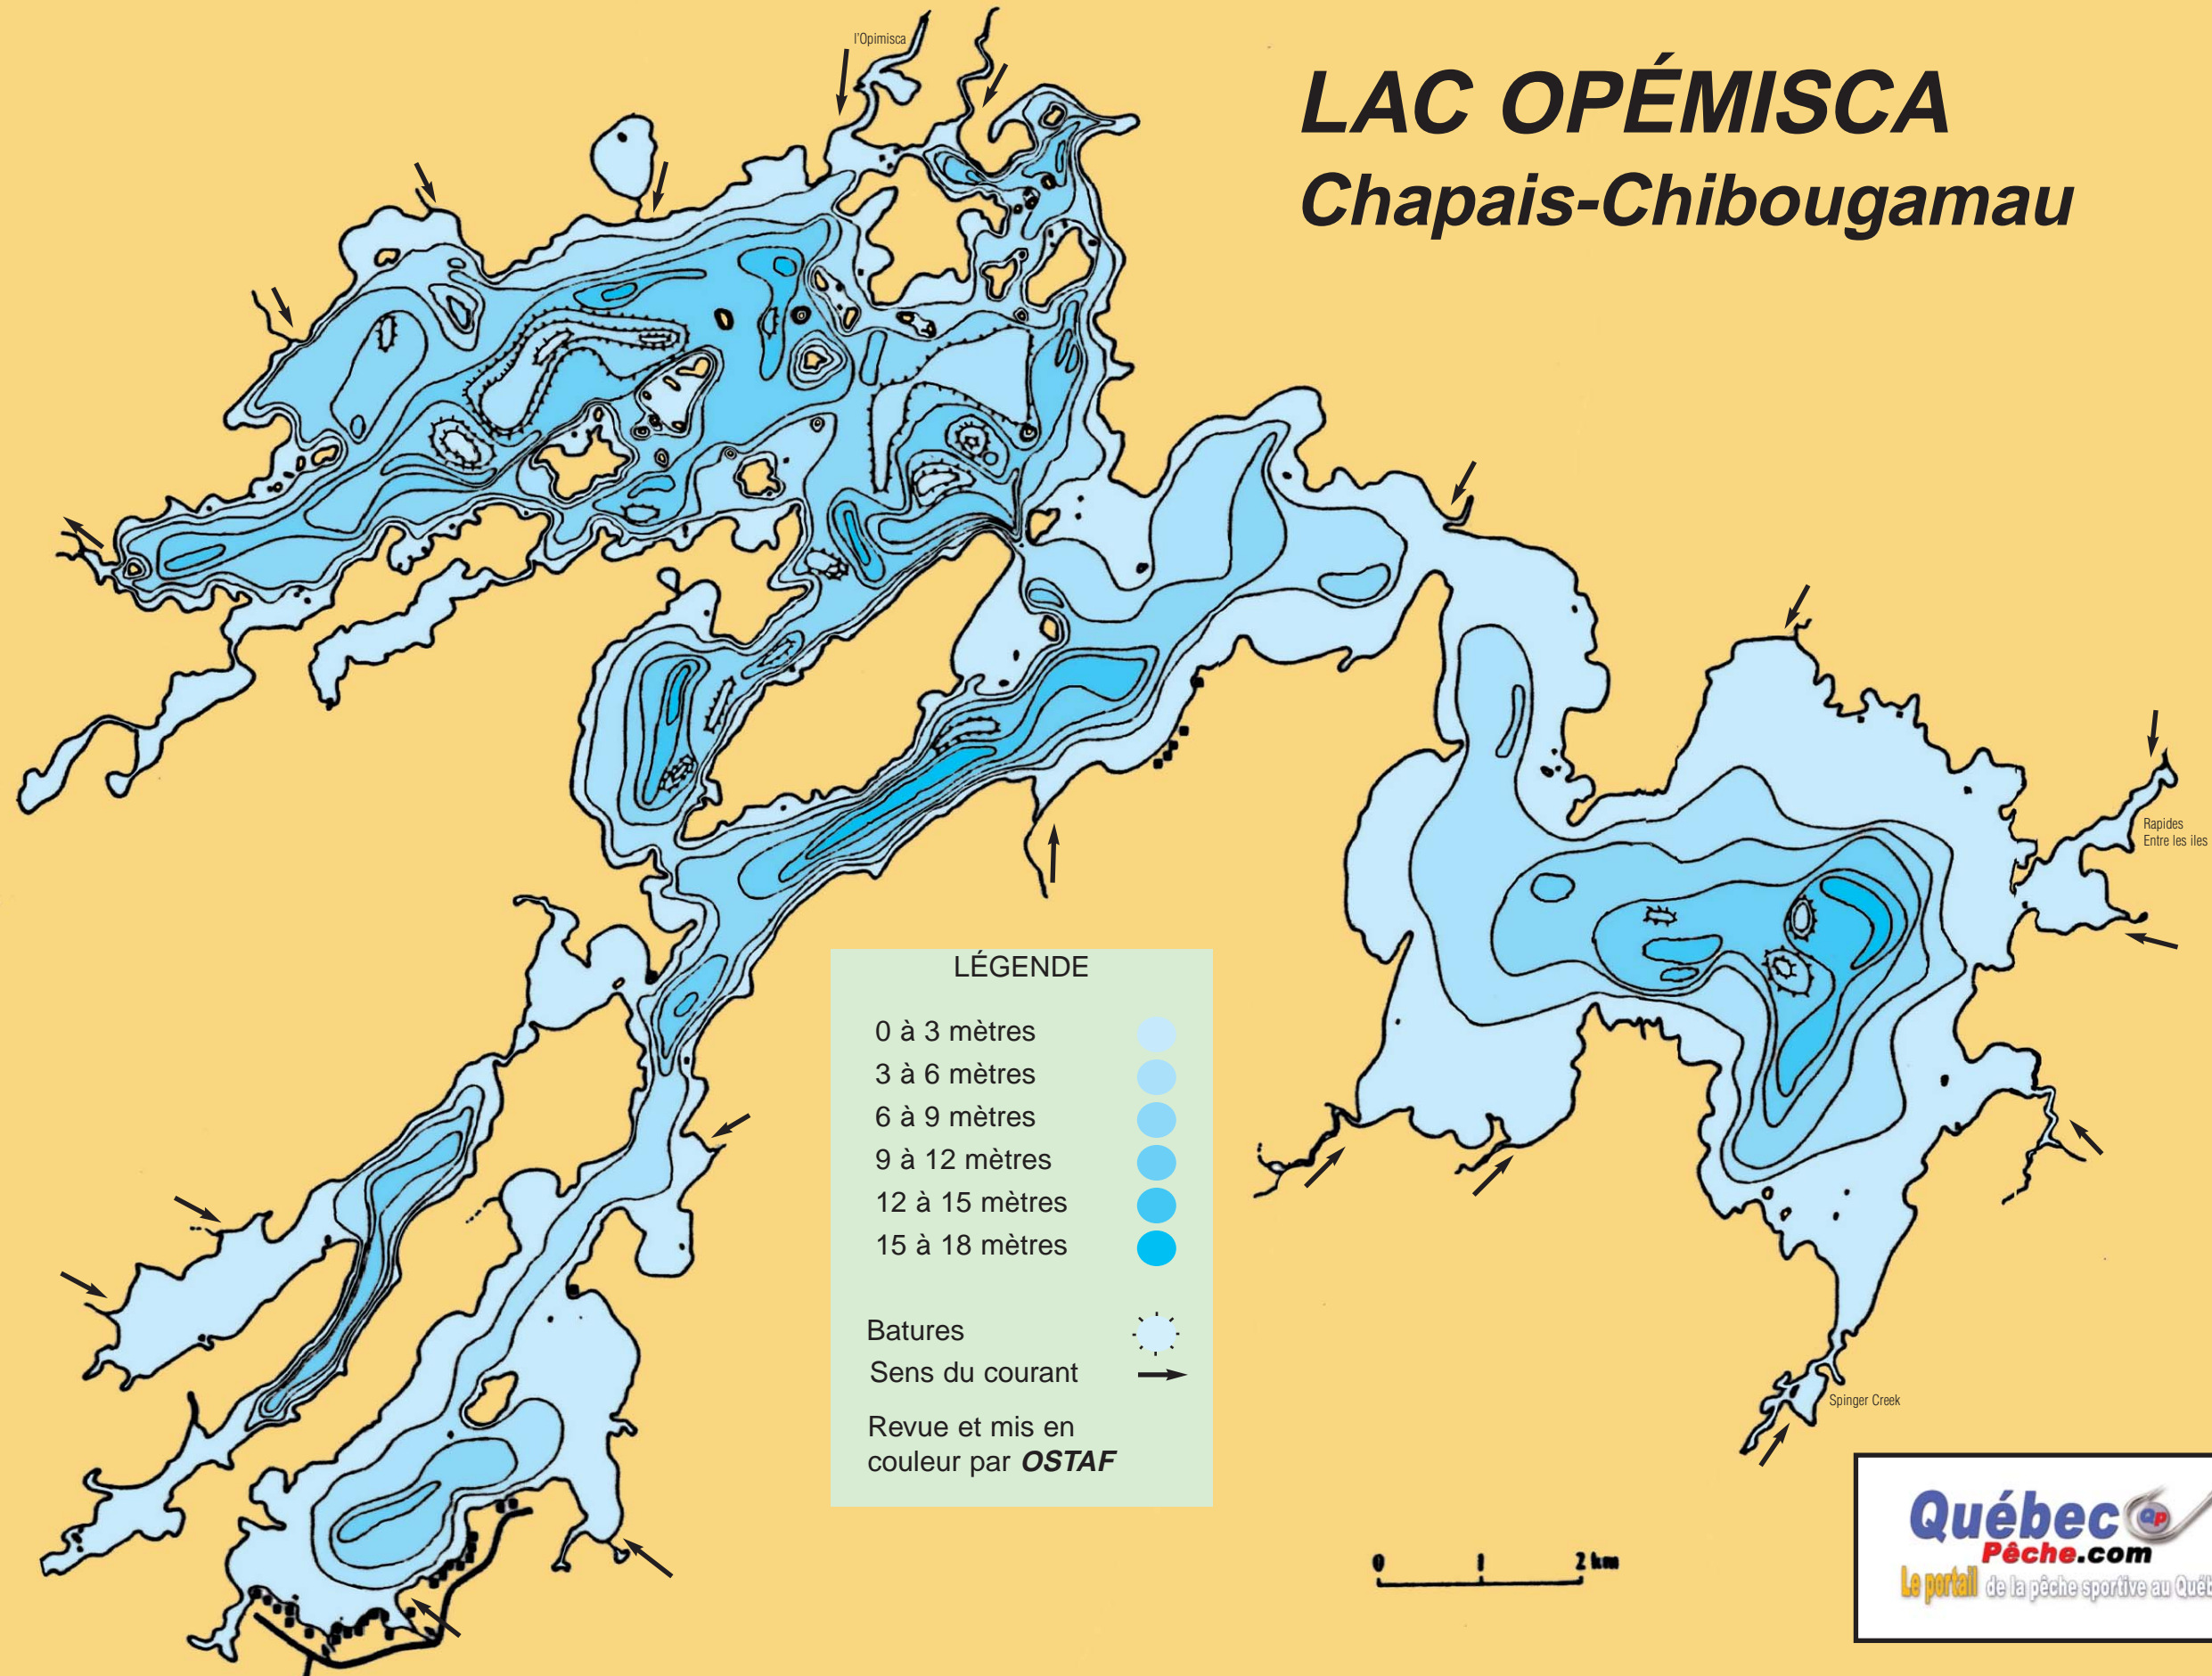 l'Opimisca
LAC OPÉMISCA
Chapais-Chibougamau
Rapides
Entre les iles
LÉGENDE
0 à 3 mètres
3 à 6 mètres
6 à 9 mètres
9 à 12 mètres
12 à 15 mètres
15 à 18 mètres
Batures
Sens du courant
Revue et mis en
couleur par OSTAF
Spinger Creek
0 1 2 km
Québec QP
Pêche.com
Le portail de la pêche sportive au Québ